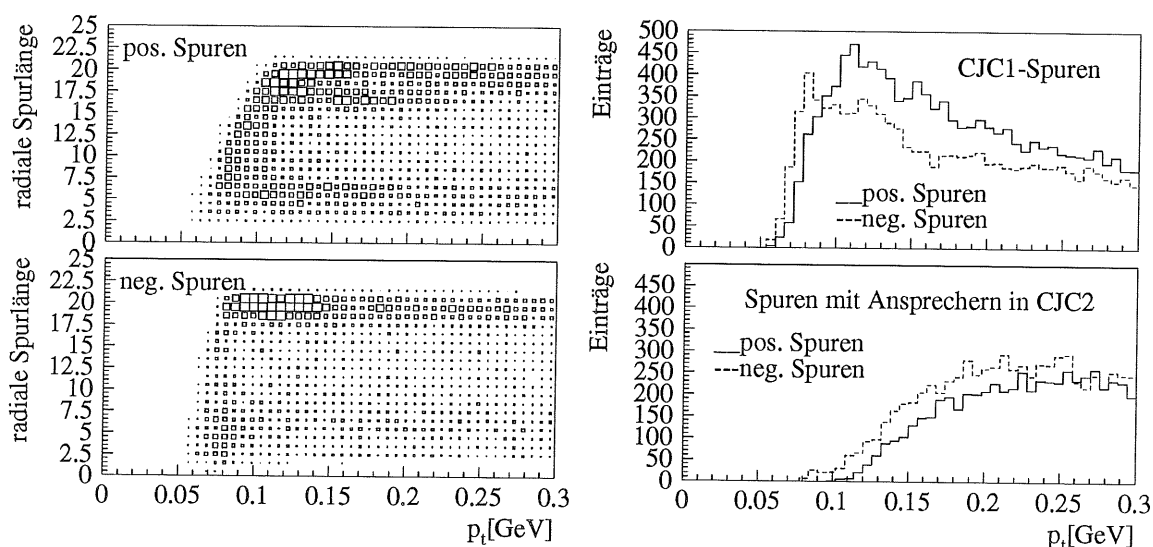 radiale Spurlänge
25
22.5
20
17.5
15
12.5
10
7.5
5
2.5
0
pos. Spuren
radiale Spurlänge
25
22.5
20
17.5
15
12.5
10
7.5
5
2.5
0
neg. Spuren
0 0.05 0.1 0.15 0.2 0.25 0.3
pt[GeV]
Einträge
500
450
400
350
300
250
200
150
100
50
0
CJC1-Spuren
pos. Spuren
neg. Spuren
Einträge
450
400
350
300
250
200
150
100
50
0
Spuren mit Ansprechern in CJC2
pos. Spuren
neg. Spuren
0 0.05 0.1 0.15 0.2 0.25 0.3
pt[GeV]